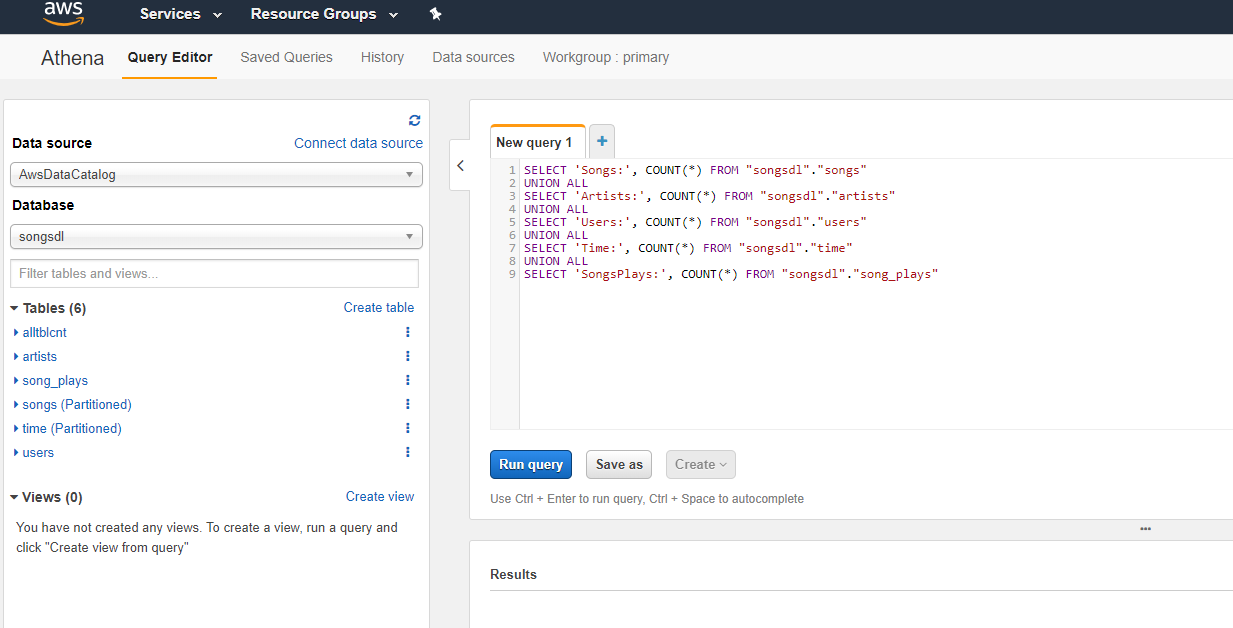 aws Services Resource Groups
Athena Query Editor Saved Queries History Data sources Workgroup : primary
Data source Connect data source
AwsDataCatalog
Database
songsdl
Filter tables and views...
Tables (6) Create table
alltblcnt
artists
song_plays
songs (Partitioned)
time (Partitioned)
users
Views (0) Create view
You have not created any views. To create a view, run a query and
click "Create view from query"
New query 1
1 SELECT 'Songs:', COUNT(*) FROM "songsdl"."songs"
2 UNION ALL
3 SELECT 'Artists:', COUNT(*) FROM "songsdl"."artists"
4 UNION ALL
5 SELECT 'Users:', COUNT(*) FROM "songsdl"."users"
6 UNION ALL
7 SELECT 'Time:', COUNT(*) FROM "songsdl"."time"
8 UNION ALL
9 SELECT 'SongsPlays:', COUNT(*) FROM "songsdl"."song_plays"
Run query Save as Create
Use Ctrl + Enter to run query, Ctrl + Space to autocomplete
Results